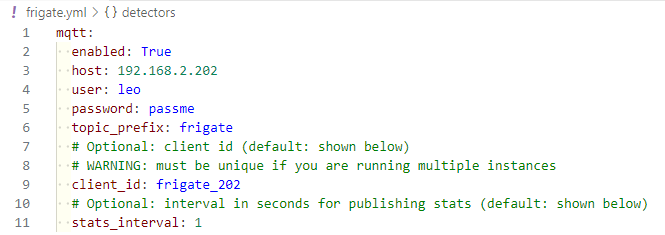 ! frigate.yml > {} detectors
1 mqtt:
2   enabled: True
3   host: 192.168.2.202
4   user: leo
5   password: passme
6   topic_prefix: frigate
7   # Optional: client id (default: shown below)
8   # WARNING: must be unique if you are running multiple instances
9   client_id: frigate_202
10   # Optional: interval in seconds for publishing stats (default: shown below)
11   stats_interval: 1